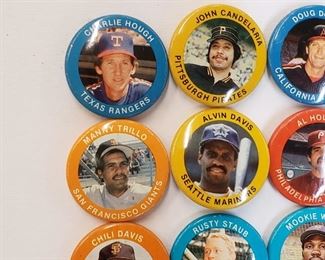 CHARLIE HOUGH
TEXAS RANGERS
JOHN CANDELARIA
PITTSBURGH PIRATES
DOUG
CALIFORNIA
MANNY TRILLO
SAN FRANCISCO GIANTS
ALVIN DAVIS
SEATTLE MARINERS
AL HOL
PHILADELPHIA
CHILI DAVIS
RUSTY STAUB
MOOKIE W